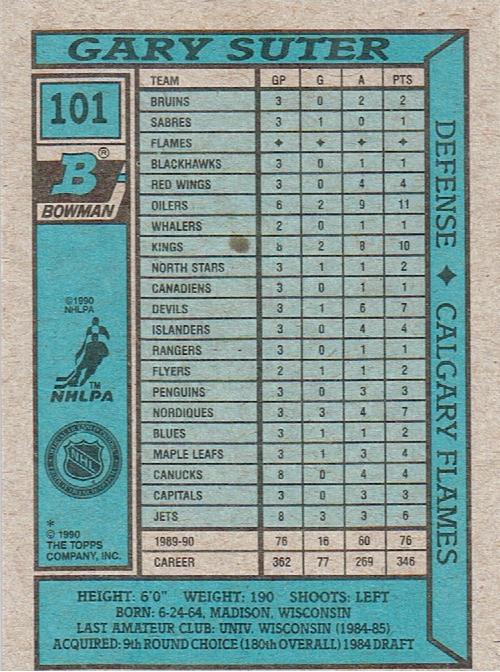 GARY SUTER
101
B®
BOWMAN
©1990
NHLPA
TM
NHLPA
NHL
*
© 1990
THE TOPPS
COMPANY, INC.
TEAM GP G A PTS
BRUINS 3 0 2 2
SABRES 3 1 0 1
FLAMES ✦ ✦ ✦ ✦
BLACKHAWKS 3 0 1 1
RED WINGS 3 0 4 4
OILERS 6 2 9 11
WHALERS 2 0 1 1
KINGS 8 2 8 10
NORTH STARS 3 1 1 2
CANADIENS 3 0 1 1
DEVILS 3 1 6 7
ISLANDERS 3 0 4 4
RANGERS 3 0 1 1
FLYERS 2 1 1 2
PENGUINS 3 0 3 3
NORDIQUES 3 3 4 7
BLUES 3 1 1 2
MAPLE LEAFS 3 1 3 4
CANUCKS 8 0 4 4
CAPITALS 3 0 3 3
JETS 8 3 3 6
1989-90 76 16 60 76
CAREER 362 77 269 346
DEFENSE ✦ CALGARY FLAMES
HEIGHT: 6'0" WEIGHT: 190 SHOOTS: LEFT
BORN: 6-24-64, MADISON, WISCONSIN
LAST AMATEUR CLUB: UNIV. WISCONSIN (1984-85)
ACQUIRED: 9th ROUND CHOICE (180th OVERALL) 1984 DRAFT